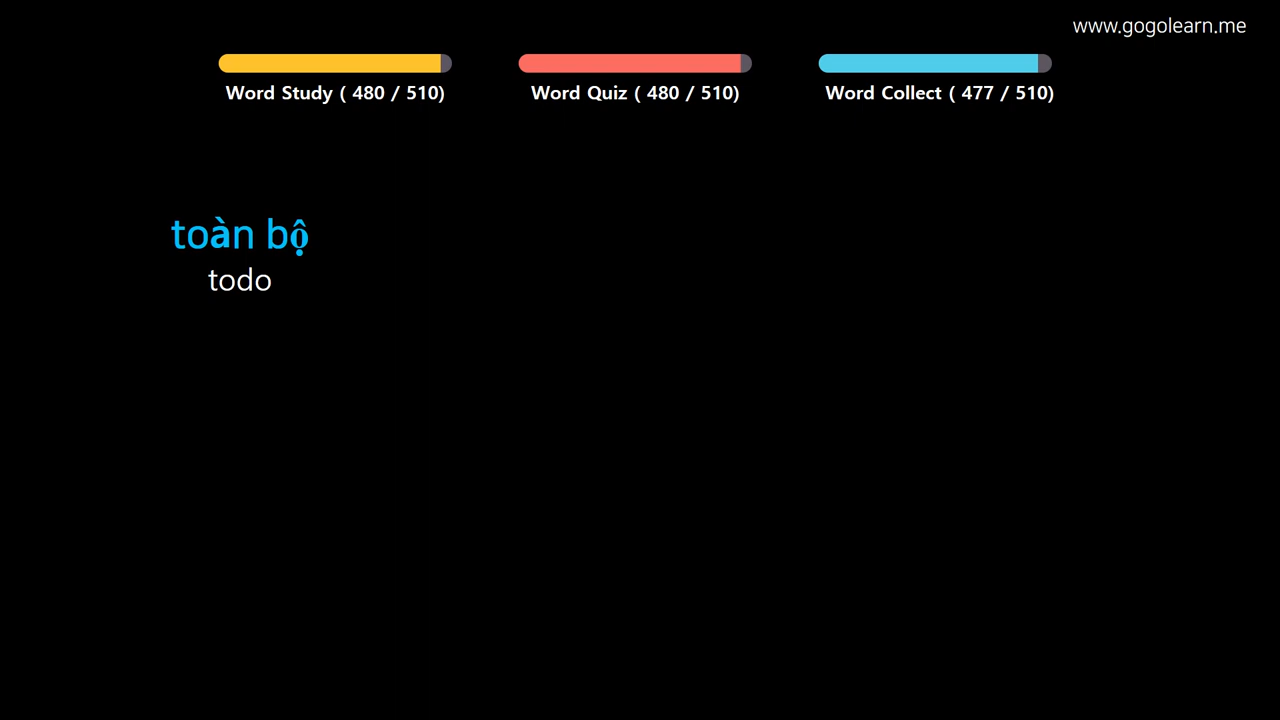 www.gogolearn.me
Word Study ( 480 / 510)
Word Quiz ( 480 / 510)
Word Collect ( 477 / 510)
toàn bộ
todo